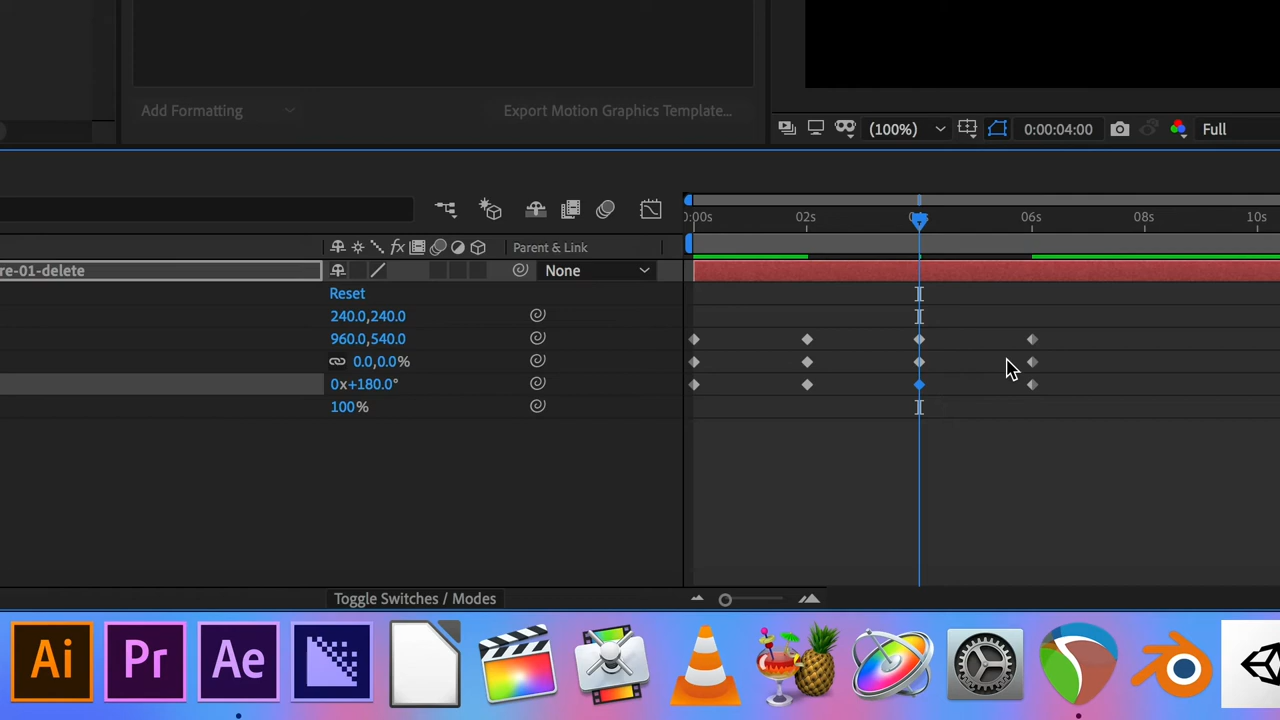 Add Formatting
Export Motion Graphics Template...
(100%)
0:00:04:00
Full
:00s 02s 06s 08s 10s
fx
Parent & Link
re-01-delete
None
Reset
240.0,240.0
960.0,540.0
0.0,0.0%
0x+180.0°
100%
Toggle Switches / Modes
Ai Pr Ae